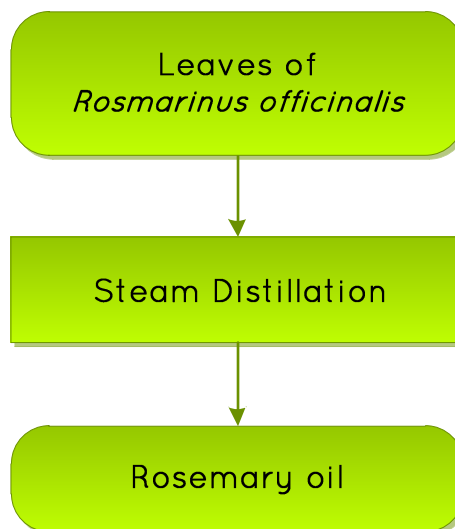 Leaves of
Rosmarinus officinalis
Steam Distillation
Rosemary oil